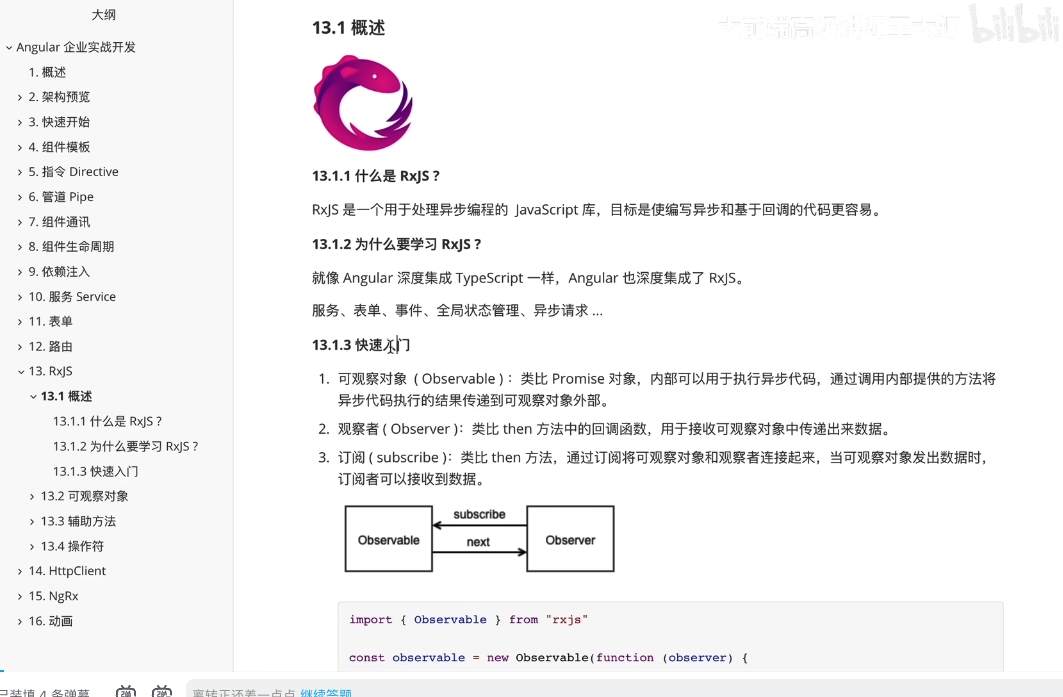 大纲
Angular 企业实战开发
1. 概述
2. 架构预览
3. 快速开始
4. 组件模板
5. 指令 Directive
6. 管道 Pipe
7. 组件通讯
8. 组件生命周期
9. 依赖注入
10. 服务 Service
11. 表单
12. 路由
13. RxJS
13.1 概述
13.1.1 什么是 RxJS ?
13.1.2 为什么要学习 RxJS ?
13.1.3 快速入门
13.2 可观察对象
13.3 辅助方法
13.4 操作符
14. HttpClient
15. NgRx
16. 动画
13.1 概述
13.1.1 什么是 RxJS ?
RxJS 是一个用于处理异步编程的 JavaScript 库，目标是使编写异步和基于回调的代码更容易。
13.1.2 为什么要学习 RxJS ?
就像 Angular 深度集成 TypeScript 一样，Angular 也深度集成了 RxJS。
服务、表单、事件、全局状态管理、异步请求 ...
13.1.3 快速入门
1. 可观察对象 ( Observable ) ：类比 Promise 对象，内部可以用于执行异步代码，通过调用内部提供的方法将
异步代码执行的结果传递到可观察对象外部。
2. 观察者 ( Observer )：类比 then 方法中的回调函数，用于接收可观察对象中传递出来数据。
3. 订阅 ( subscribe )：类比 then 方法，通过订阅将可观察对象和观察者连接起来，当可观察对象发出数据时，
订阅者可以接收到数据。
subscribe
Observable
next
Observer
import { Observable } from "rxjs"
const observable = new Observable(function (observer) {
bilibili
已装填 4 条弹幕
弹
弹
离转正还差一点点 继续答题